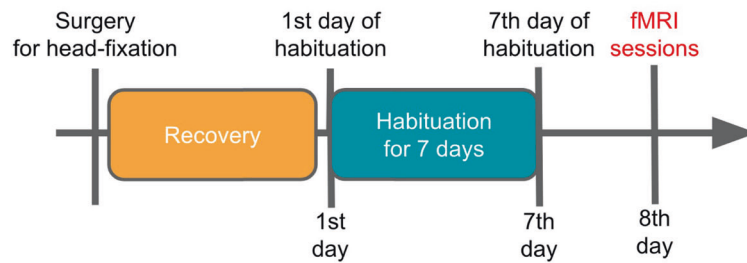 Surgery
for head-fixation
1st day of
habituation
7th day of
habituation
fMRI
sessions
Recovery
Habituation
for 7 days
1st
day
7th
day
8th
day